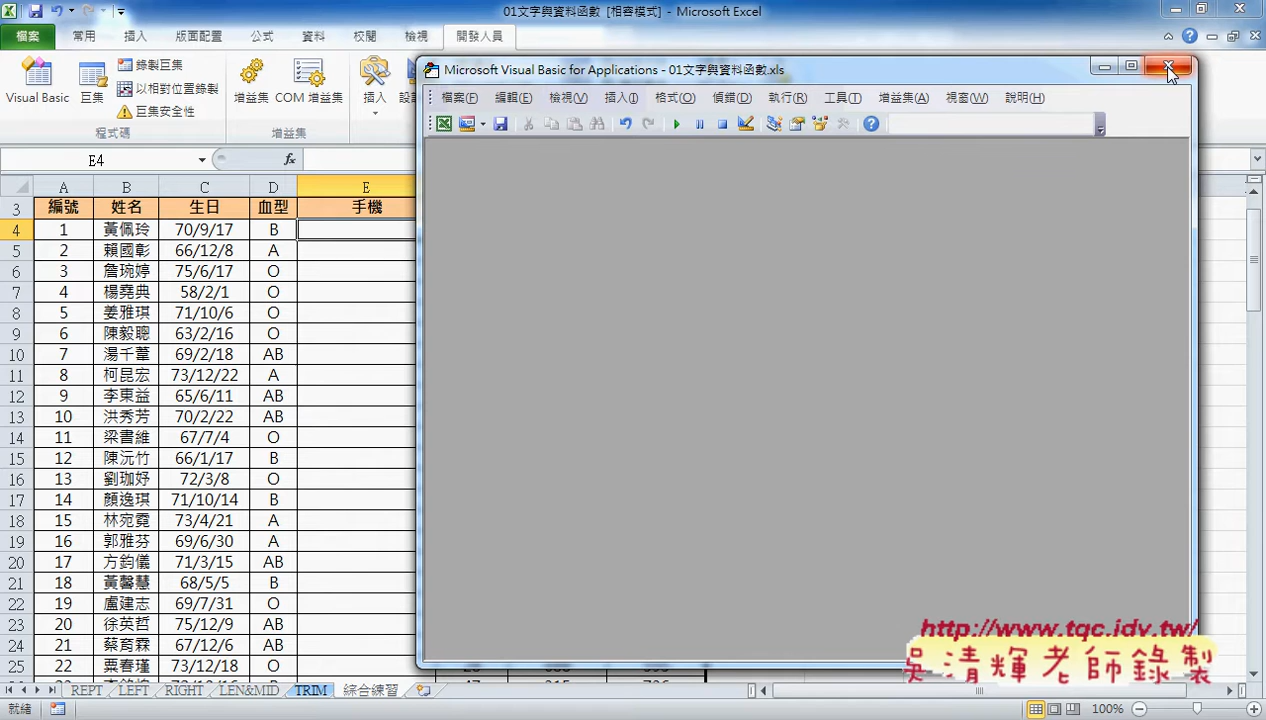 01文字與資料函數 [相容模式] - Microsoft Excel
檔案 常用 插入 版面配置 公式 資料 校閱 檢視 開發人員
Visual Basic 巨集 錄製巨集 以相對位置錄製 巨集安全性 增益集 COM 增益集 插入
程式碼 增益集
Microsoft Visual Basic for Applications - 01文字與資料函數.xls
檔案(F) 編輯(E) 檢視(V) 插入(I) 格式(O) 偵錯(D) 執行(R) 工具(T) 增益集(A) 視窗(W) 說明(H)
E4 fx
A B C D E
3 編號 姓名 生日 血型 手機
4 1 黃佩玲 70/9/17 B
5 2 賴國彰 66/12/8 A
6 3 詹琬婷 75/6/17 O
7 4 楊堯典 58/2/1 O
8 5 姜雅琪 71/10/6 O
9 6 陳毅聰 63/2/16 O
10 7 湯千葦 69/2/18 AB
11 8 柯昆宏 73/12/22 A
12 9 李東益 65/6/11 AB
13 10 洪秀芳 70/2/22 AB
14 11 梁書維 67/7/4 O
15 12 陳沅竹 66/1/17 B
16 13 劉珈妤 72/3/8 O
17 14 顏逸琪 71/10/14 B
18 15 林宛霓 73/4/21 A
19 16 郭雅芬 69/6/30 A
20 17 方鈞儀 71/3/15 AB
21 18 黃馨慧 68/5/5 B
22 19 盧建志 69/7/31 O
23 20 徐英哲 75/12/9 AB
24 21 蔡育霖 67/12/6 AB
25 22 粟春瑾 73/12/18 O
http://www.tqc.idv.tw/
吳清輝老師錄製
REPT LEFT RIGHT LEN&MID TRIM 綜合練習
就緒 100%